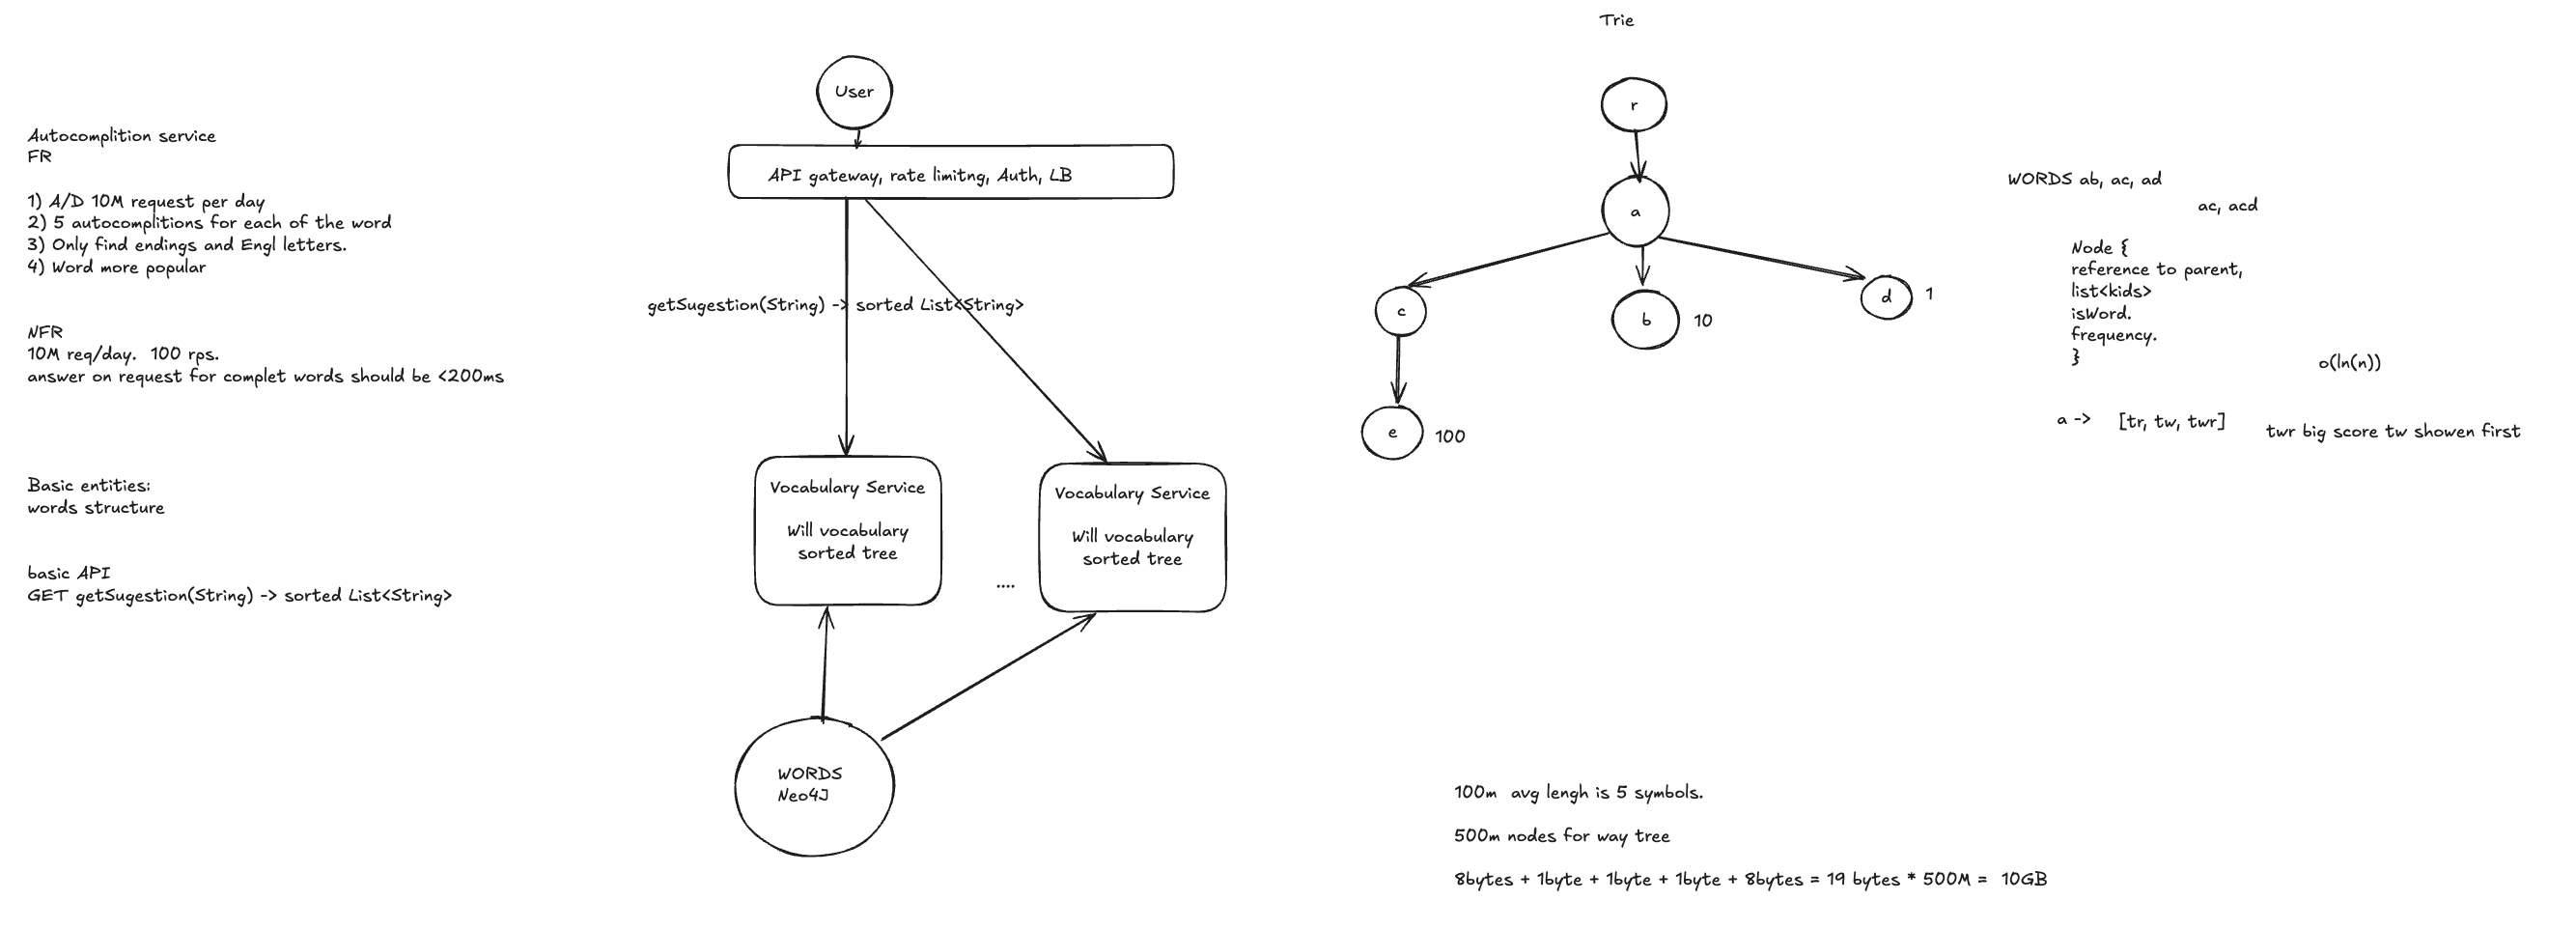 Autocomplition service
FR
1) A/D 10M request per day
2) 5 autocomplitions for each of the word
3) Only find endings and Engl letters.
4) Word more popular
NFR
10M req/day. 100 rps.
answer on request for complet words should be <200ms
Basic entities:
words structure
basic API
GET getSugestion(String) -> sorted List<String>
User
API gateway, rate limitng, Auth, LB
getSugestion(String) -> sorted List<String>
Vocabulary Service
Will vocabulary
sorted tree
....
Vocabulary Service
Will vocabulary
sorted tree
WORDS
Neo4J
Trie
r
a
c
b
10
d
1
e
100
WORDS ab, ac, ad
ac, acd
Node {
reference to parent,
list<kids>
isWord.
frequency.
}
o(ln(n))
a -> [tr, tw, twr]
twr big score tw showen first
100m avg lengh is 5 symbols.
500m nodes for way tree
8bytes + 1byte + 1byte + 1byte + 8bytes = 19 bytes * 500M = 10GB